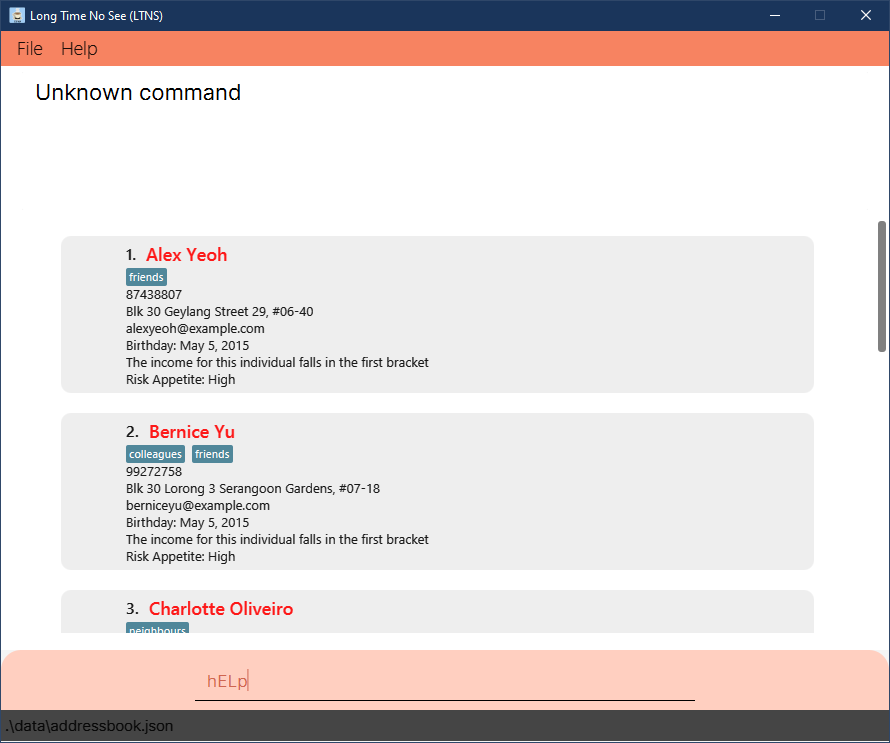 Long Time No See (LTNS)
File Help
Unknown command
1. Alex Yeoh
friends
87438807
Blk 30 Geylang Street 29, #06-40
alexyeoh@example.com
Birthday: May 5, 2015
The income for this individual falls in the first bracket
Risk Appetite: High
2. Bernice Yu
colleagues friends
99272758
Blk 30 Lorong 3 Serangoon Gardens, #07-18
berniceyu@example.com
Birthday: May 5, 2015
The income for this individual falls in the first bracket
Risk Appetite: High
3. Charlotte Oliveiro
neighbours
hELp
.\data\addressbook.json